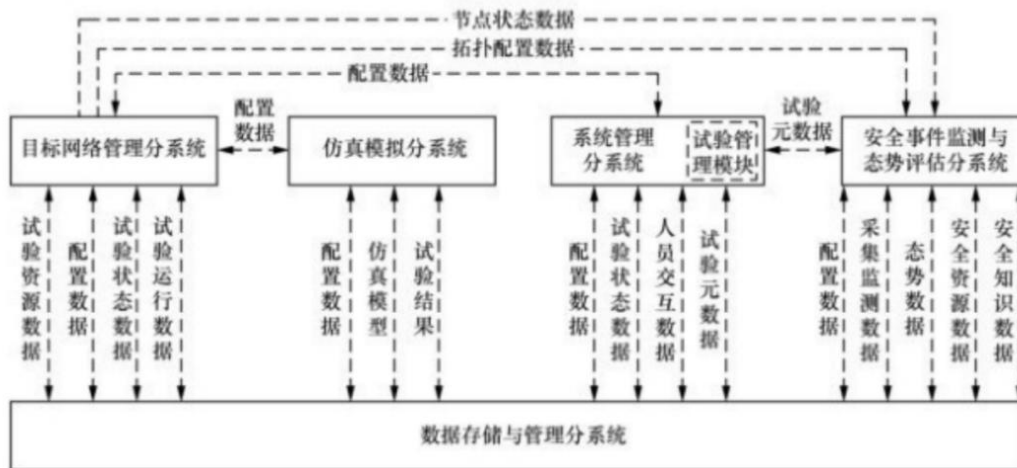 节点状态数据
拓扑配置数据
配置数据
配置
数据
试验
元数据
目标网络管理分系统
仿真模拟分系统
系统管理
分系统
试验管
理模块
安全事件监测与
态势评估分系统
试验资源数据
配置数据
试验状态数据
试验运行数据
配置数据
仿真模型
试验结果
配置数据
试验状态数据
人员交互数据
试验元数据
配置数据
采集监测数据
态势数据
安全资源数据
安全知识数据
数据存储与管理分系统